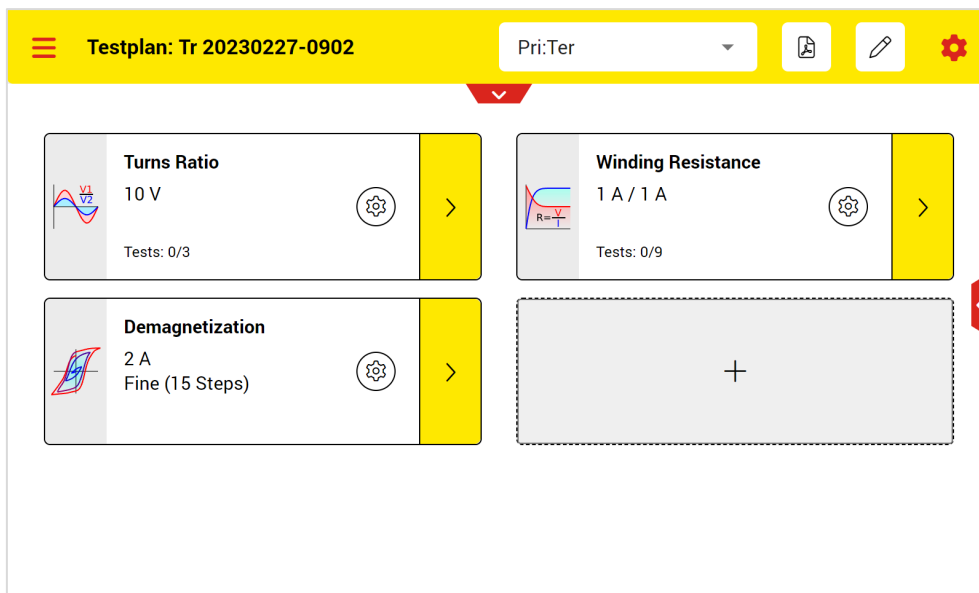 Testplan: Tr 20230227-0902
Pri:Ter
Turns Ratio
10 V
V1
V2
Tests: 0/3
Winding Resistance
1 A / 1 A
R=V/I
Tests: 0/9
Demagnetization
2 A
Fine (15 Steps)
+